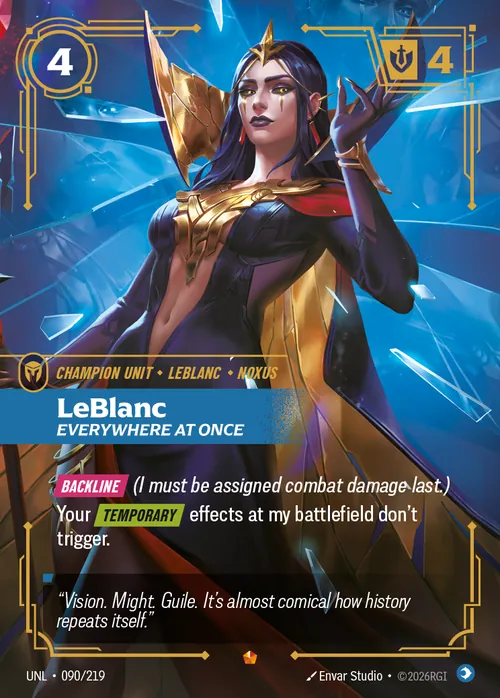 4
4
CHAMPION UNIT • LEBLANC • NOXUS
LeBlanc
EVERYWHERE AT ONCE
BACKLINE (I must be assigned combat damage last.)
Your TEMPORARY effects at my battlefield don't
trigger.
“Vision. Might. Guile. It's almost comical how history
repeats itself.”
UNL • 090/219
Envar Studio • ©2026RGI